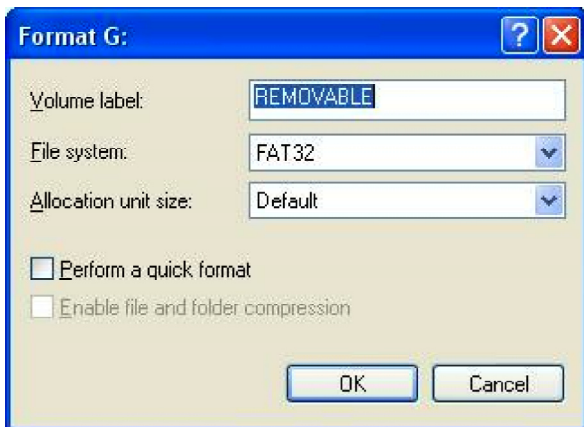 Format G:
Volume label: REMOVABLE
File system: FAT32
Allocation unit size: Default
Perform a quick format
Enable file and folder compression
OK Cancel